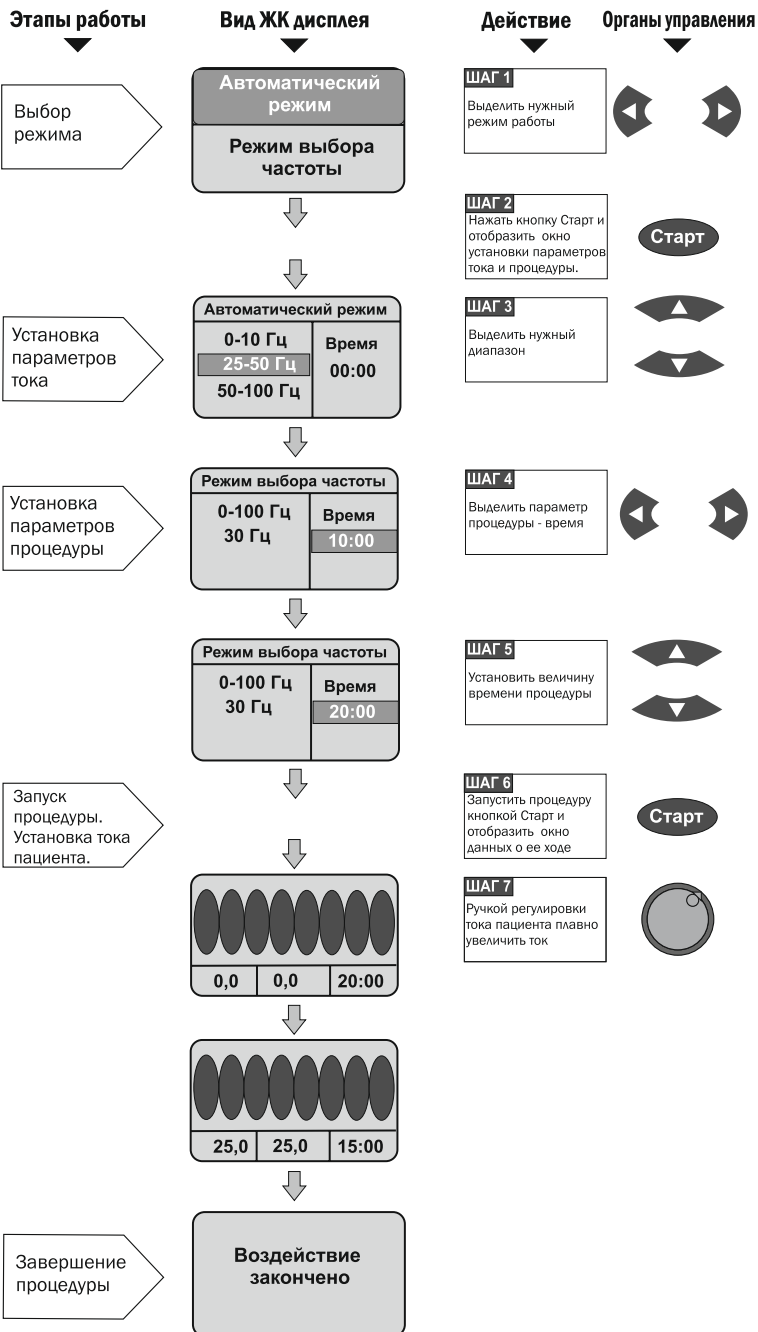 Этапы работы
Вид ЖК дисплея
Действие
Органы управления
Выбор
режима
Автоматический
режим
Режим выбора
частоты
ШАГ 1
Выделить нужный
режим работы
ШАГ 2
Нажать кнопку Старт и
отобразить окно
установки параметров
тока и процедуры.
Старт
Установка
параметров
тока
Автоматический режим
0-10 Гц
25-50 Гц
50-100 Гц
Время
00:00
ШАГ 3
Выделить нужный
диапазон
Установка
параметров
процедуры
Режим выбора частоты
0-100 Гц
30 Гц
Время
10:00
ШАГ 4
Выделить параметр
процедуры - время
Режим выбора частоты
0-100 Гц
30 Гц
Время
20:00
ШАГ 5
Установить величину
времени процедуры
Запуск
процедуры.
Установка тока
пациента.
ШАГ 6
Запустить процедуру
кнопкой Старт и
отобразить окно
данных о ее ходе
Старт
0,0 0,0 20:00
ШАГ 7
Ручкой регулировки
тока пациента плавно
увеличить ток
25,0 25,0 15:00
Завершение
процедуры
Воздействие
закончено